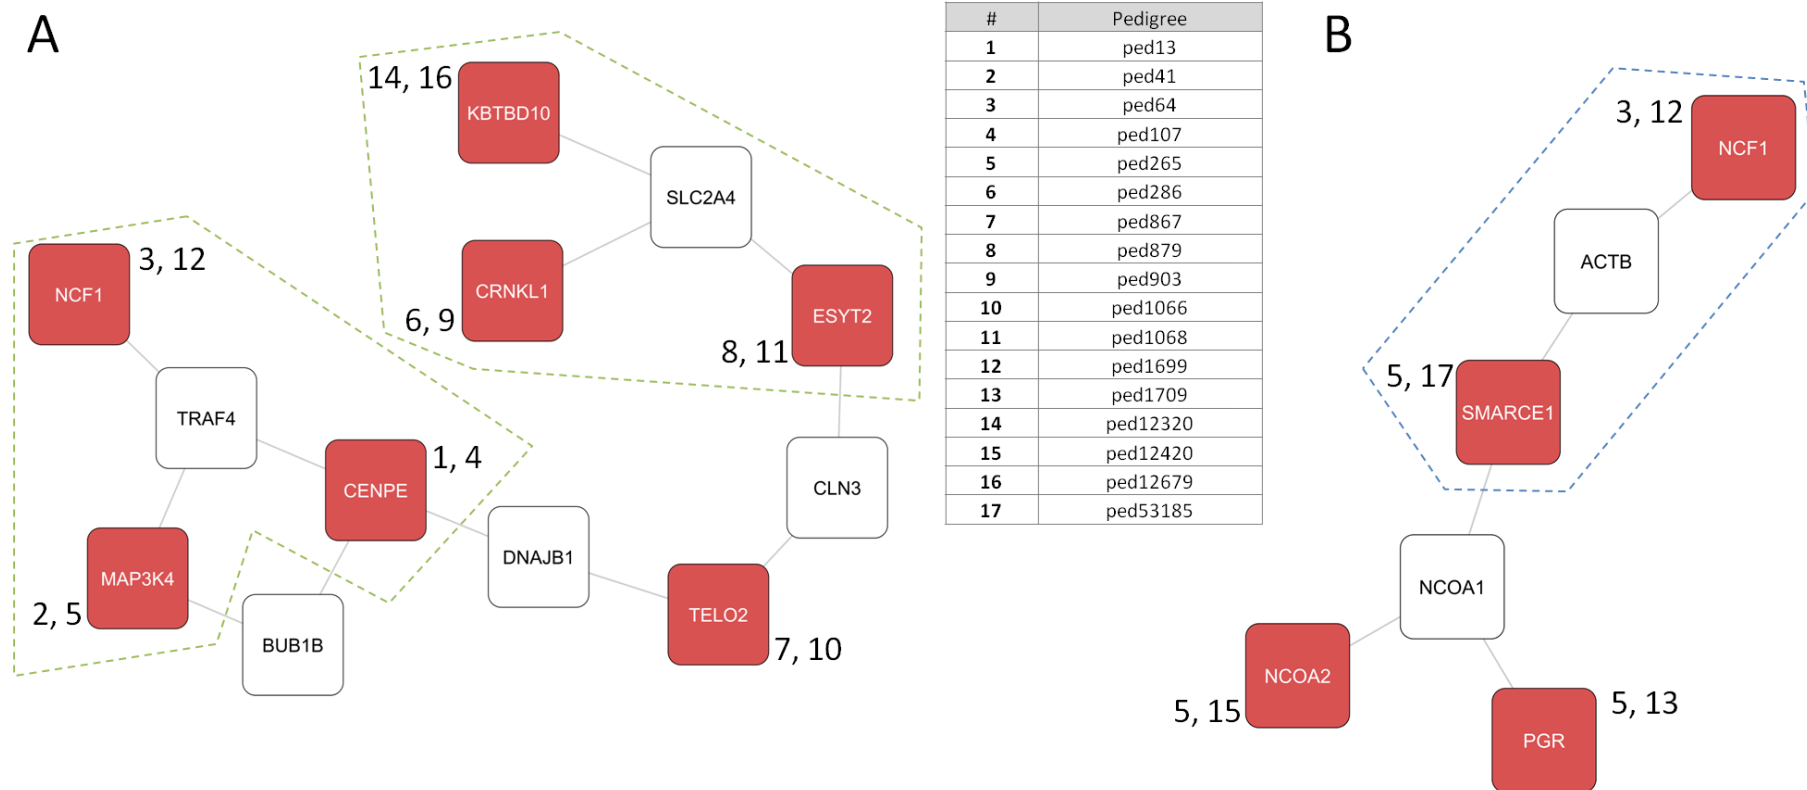 A
14, 16
KBTBD10
SLC2A4
CRNKL1
6, 9
ESYT2
8, 11
NCF1
3, 12
TRAF4
CENPE
1, 4
MAP3K4
2, 5
BUB1B
DNAJB1
CLN3
TELO2
7, 10
# Pedigree
1 ped13
2 ped41
3 ped64
4 ped107
5 ped265
6 ped286
7 ped867
8 ped879
9 ped903
10 ped1066
11 ped1068
12 ped1699
13 ped1709
14 ped12320
15 ped12420
16 ped12679
17 ped53185
B
3, 12
NCF1
ACTB
5, 17
SMARCE1
NCOA1
NCOA2
5, 15
5, 13
PGR